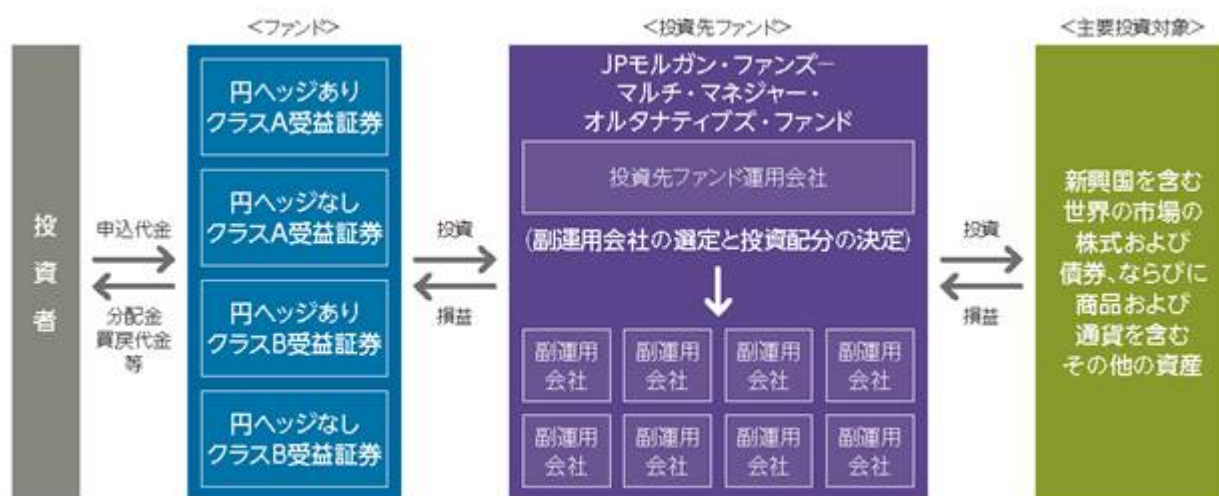 <ファンド>
<投資先ファンド>
<主要投資対象>
投資者
申込代金
分配金
買戻代金
等
円ヘッジあり
クラスA受益証券
円ヘッジなし
クラスA受益証券
円ヘッジあり
クラスB受益証券
円ヘッジなし
クラスB受益証券
投資
損益
JPモルガン・ファンズー
マルチ・マネジャー・
オルタナティブズ・ファンド
投資先ファンド運用会社
(副運用会社の選定と投資配分の決定)
副運用
会社
副運用
会社
副運用
会社
副運用
会社
副運用
会社
副運用
会社
副運用
会社
副運用
会社
投資
損益
新興国を含む
世界の市場の
株式および
債券、ならびに
商品および
通貨を含む
その他の資産